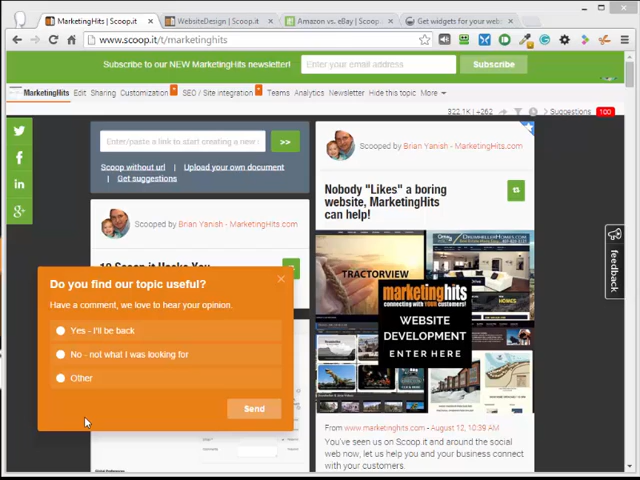 MarketingHits | Scoop.it
WebsiteDesign | Scoop.it
Amazon vs. eBay | Scoop.it
Get widgets for your web
www.scoop.it/t/marketinghits
Subscribe to our NEW MarketingHits newsletter!
Enter your email address
Subscribe
MarketingHits Edit Sharing Customization SEO / Site integration Teams Analytics Newsletter Hide this topic More
322.1K | +262
Suggestions 100
Enter/paste a link to start creating a new
>>
Scoop without url
Upload your own document
Get suggestions
Scooped by Brian Yanish - MarketingHits.com
Scooped by Brian Yanish - MarketingHits.com
Nobody "Likes" a boring
website, MarketingHits
can help!
feedback
Do you find our topic useful?
Have a comment, we love to hear your opinion.
Yes - I'll be back
No - not what I was looking for
Other
Send
TRACTORVIEW
marketinghits
connecting with YOUR customers!
WEBSITE
DEVELOPMENT
ENTER HERE
From www.marketinghits.com - August 12, 10:39 AM
You've seen us on Scoop.it and around the social
web now, let us help you and your business connect
with your customers.